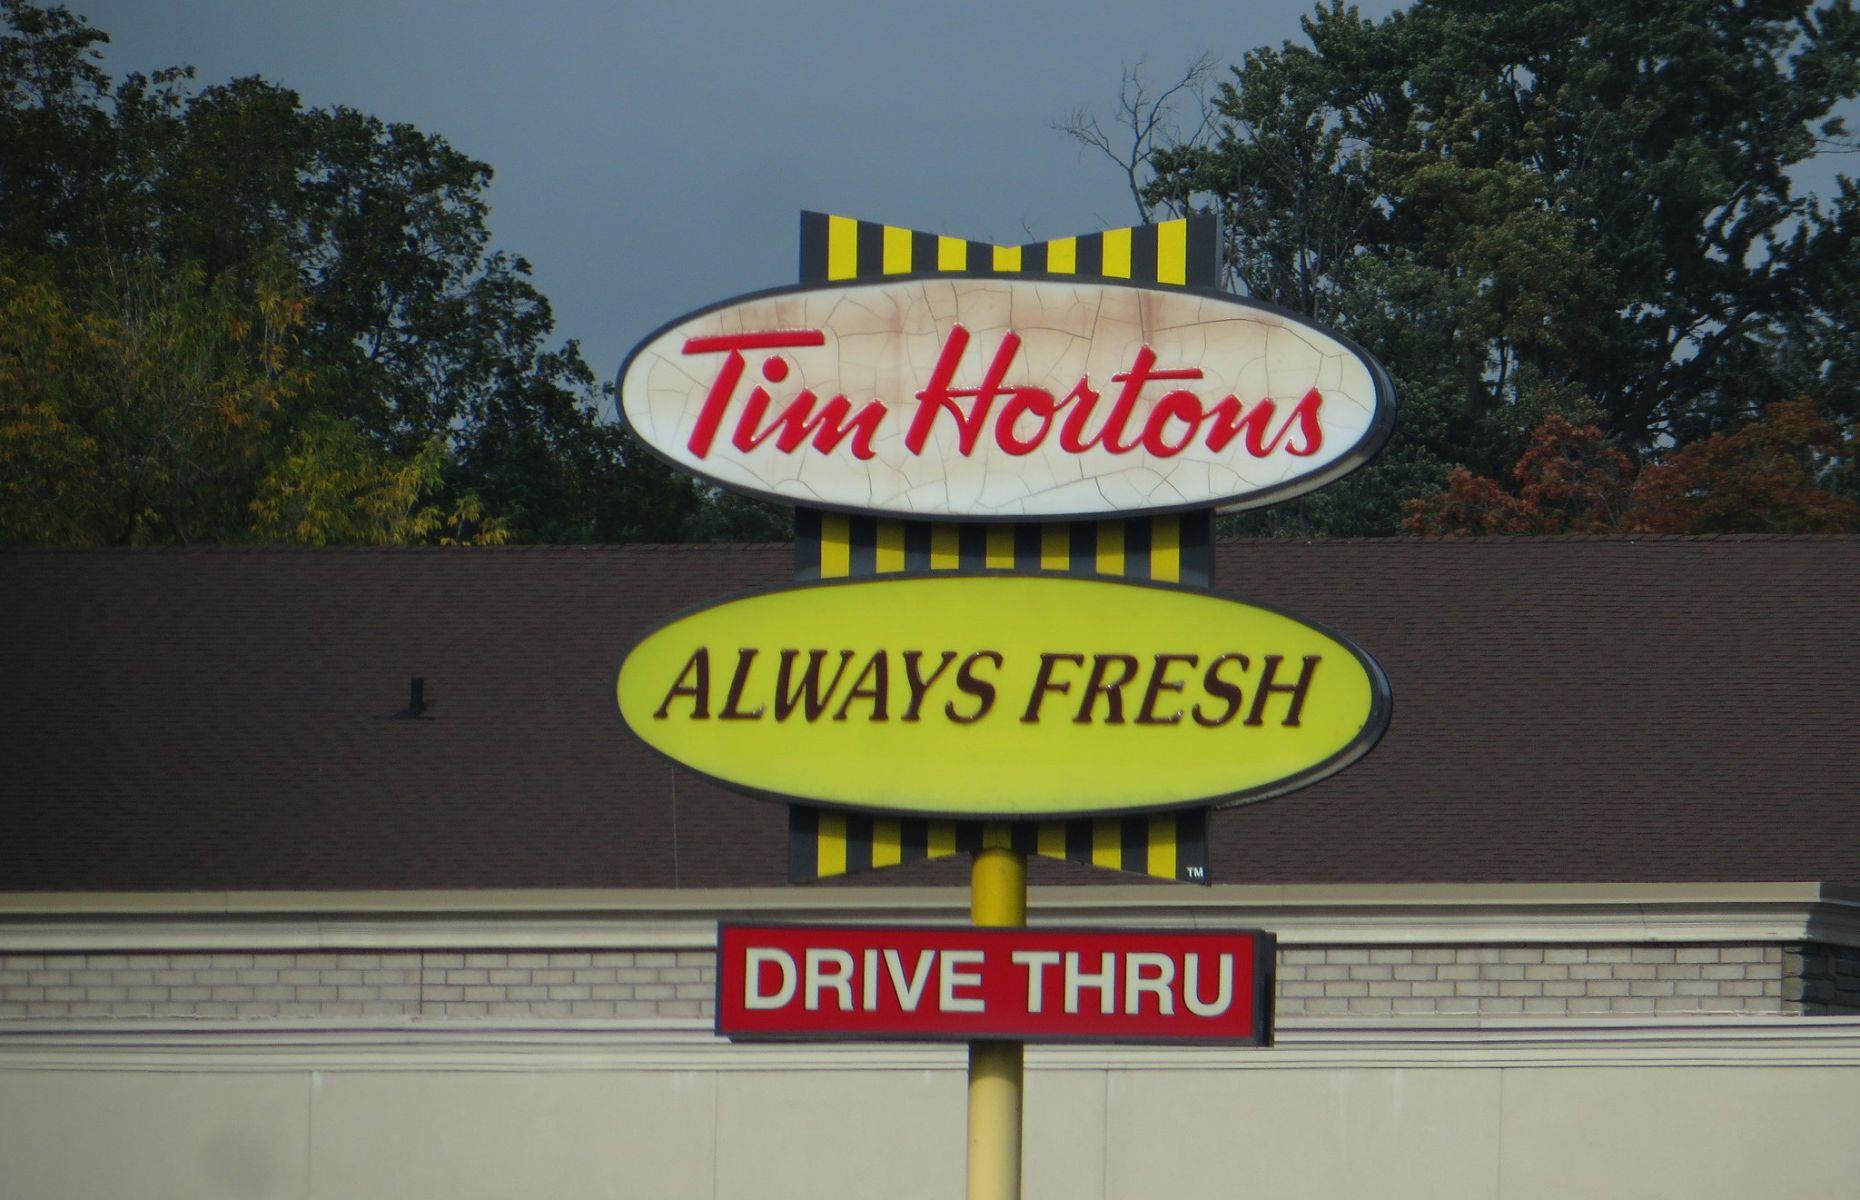 Tim Hortons
ALWAYS FRESH
TM
DRIVE THRU